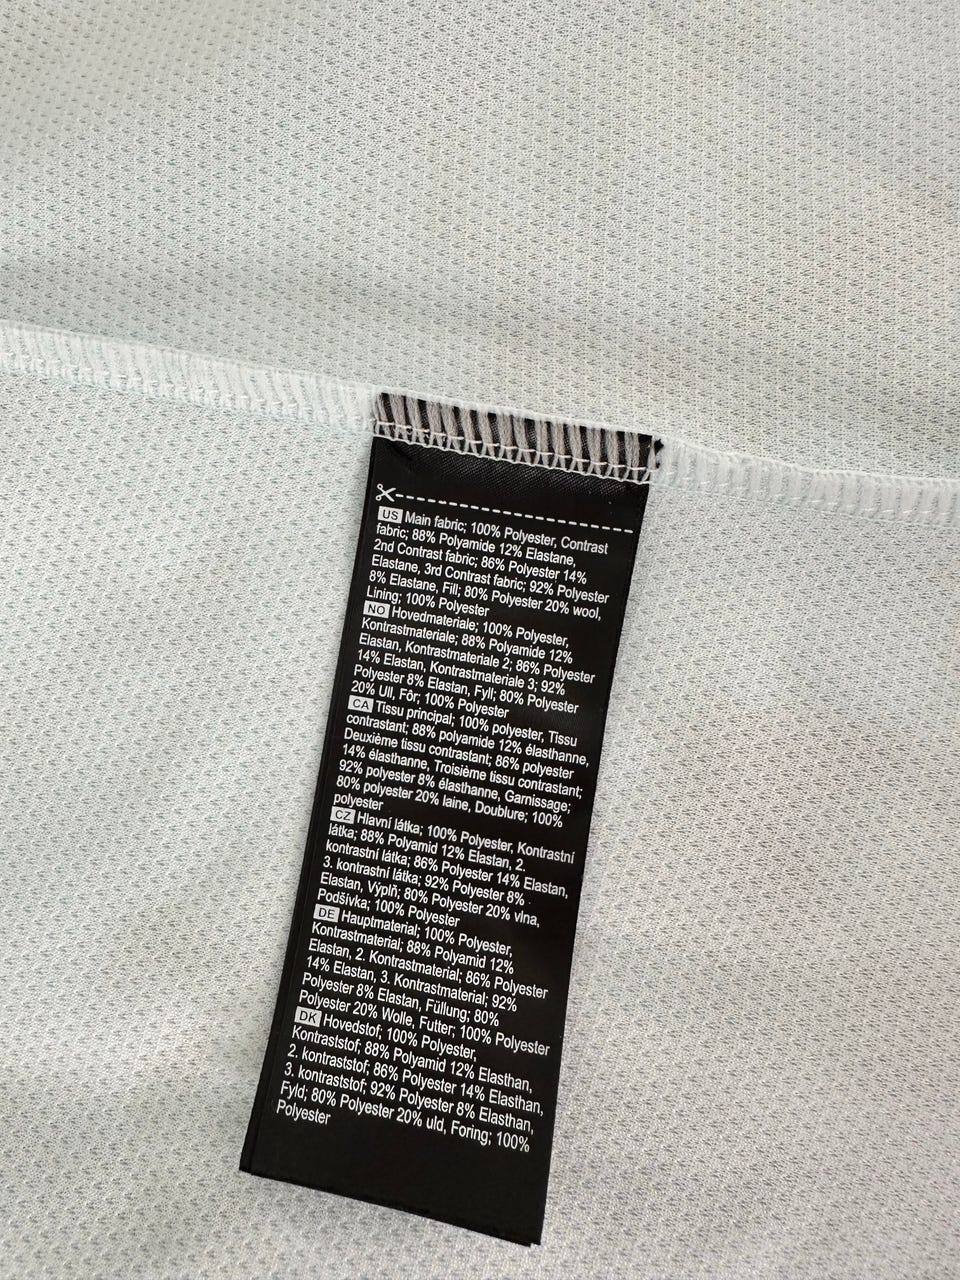 US Main fabric; 100% Polyester, Contrast
fabric; 88% Polyamide 12% Elastane,
2nd Contrast fabric; 86% Polyester 14%
Elastane, 3rd Contrast fabric; 92% Polyester
8% Elastane, Fill; 80% Polyester 20% wool,
Lining; 100% Polyester
NO Hovedmateriale; 100% Polyester,
Kontrastmateriale; 88% Polyamide 12%
Elastan, Kontrastmateriale 2; 86% Polyester
14% Elastan, Kontrastmateriale 3; 92%
Polyester 8% Elastan, Fyll; 80% Polyester
20% Ull, Fôr; 100% Polyester
CA Tissu principal; 100% polyester, Tissu
contrastant; 88% polyamide 12% élasthanne,
Deuxième tissu contrastant; 86% polyester
14% élasthanne, Troisième tissu contrastant;
92% polyester 8% élasthanne, Garnissage;
80% polyester 20% laine, Doublure; 100%
polyester
CZ Hlavní látka; 100% Polyester, Kontrastní
látka; 88% Polyamid 12% Elastan, 2.
kontrastní látka; 86% Polyester 14% Elastan,
3. kontrastní látka; 92% Polyester 8%
Elastan, Výplň; 80% Polyester 20% vlna,
Podšívka; 100% Polyester
DE Hauptmaterial; 100% Polyester,
Kontrastmaterial; 88% Polyamid 12%
Elastan, 2. Kontrastmaterial; 86% Polyester
14% Elastan, 3. Kontrastmaterial; 92%
Polyester 8% Elastan, Füllung; 80%
Polyester 20% Wolle, Futter; 100% Polyester
DK Hovedstof; 100% Polyester,
Kontraststof; 88% Polyamid 12% Elasthan,
2. kontraststof; 86% Polyester 14% Elasthan,
3. kontraststof; 92% Polyester 8% Elasthan,
Fyld; 80% Polyester 20% uld, Foring; 100%
Polyester